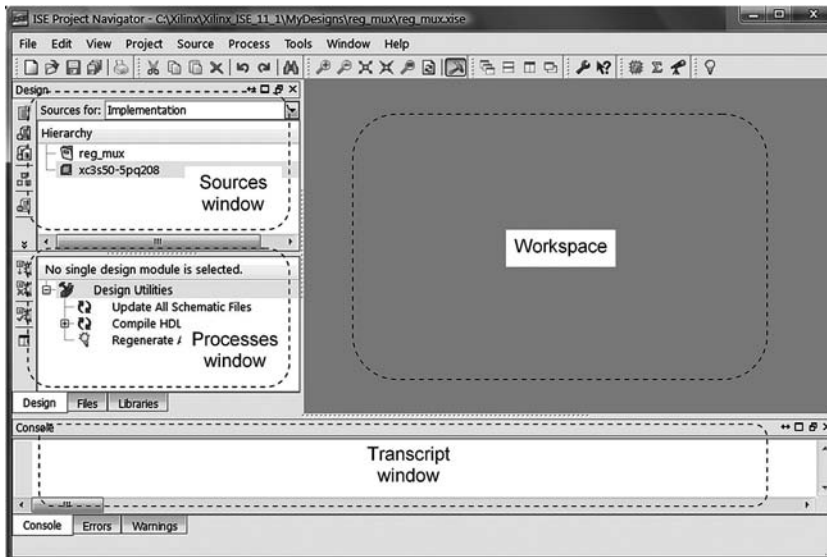 ISE Project Navigator - C:\Xilinx\Xilinx_ISE_11_1\MyDesigns\reg_mux\reg_mux.xise
File Edit View Project Source Process Tools Window Help
Design
Sources for: Implementation
Hierarchy
reg_mux
xc3s50-5pq208
Sources
window
Workspace
No single design module is selected.
Design Utilities
Update All Schematic Files
Compile HDL
Regenerate
Processes
window
Design Files Libraries
Console
Transcript
window
Console Errors Warnings